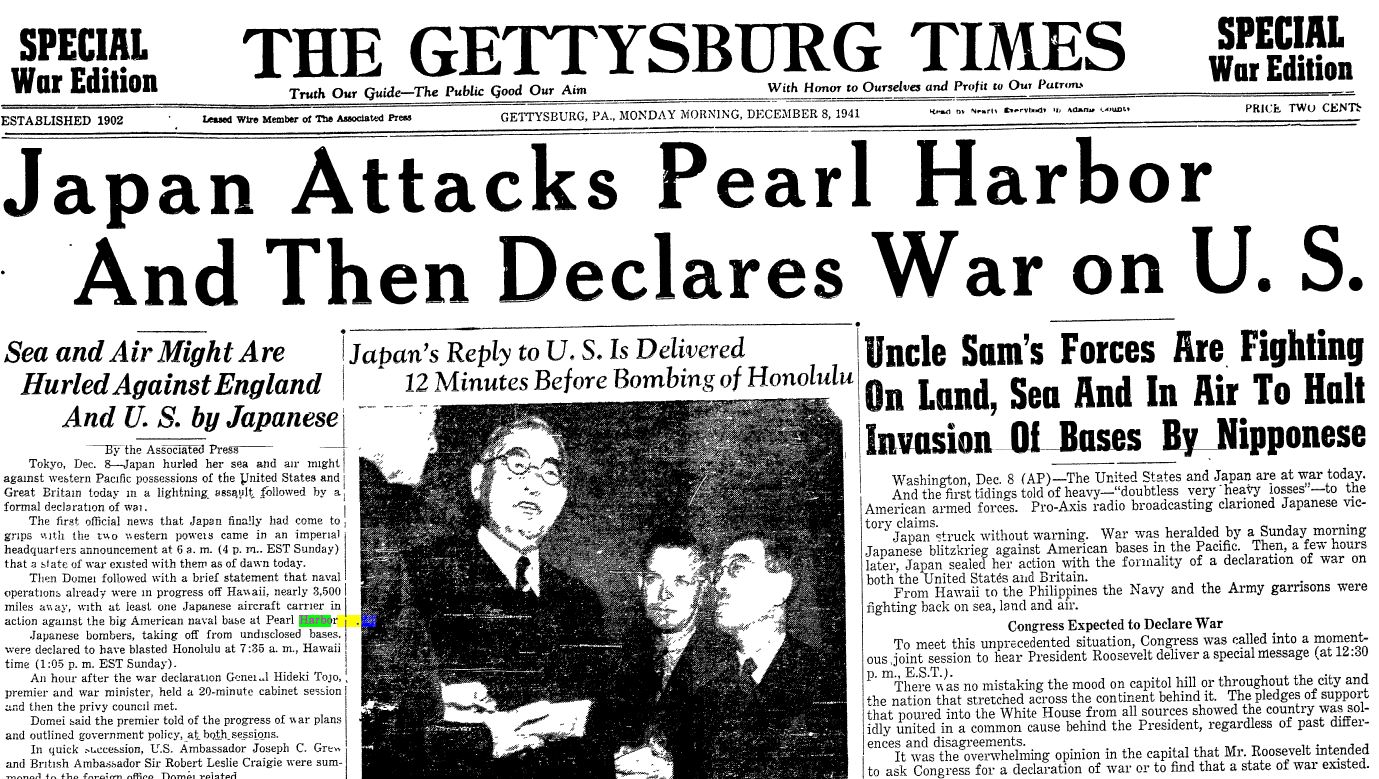 SPECIAL
War Edition
THE GETTYSBURG TIMES
Truth Our Guide—The Public Good Our Aim
With Honor to Ourselves and Profit to Our Patrons
SPECIAL
War Edition
ESTABLISHED 1902
Leased Wire Member of The Associated Press
GETTYSBURG, PA., MONDAY MORNING, DECEMBER 8, 1941
Read by Nearly Everybody in Adams County
PRICE TWO CENTS
Japan Attacks Pearl Harbor
And Then Declares War on U. S.
Sea and Air Might Are
Hurled Against England
And U. S. by Japanese
By the Associated Press
Tokyo, Dec. 8—Japan hurled her sea and air might
against western Pacific possessions of the United States and
Great Britain today in a lightning assault followed by a
formal declaration of war.
The first official news that Japan finally had come to
grips with the two western powers came in an imperial
headquarters announcement at 6 a. m. (4 p. m.. EST Sunday)
that a state of war existed with them as of dawn today.
Then Domei followed with a brief statement that naval
operations already were in progress off Hawaii, nearly 3,500
miles away, with at least one Japanese aircraft carrier in
action against the big American naval base at Pearl Harbor
Japanese bombers, taking off from undisclosed bases,
were declared to have blasted Honolulu at 7:35 a. m., Hawaii
time (1:05 p. m. EST Sunday).
An hour after the war declaration General Hideki Tojo,
premier and war minister, held a 20-minute cabinet session
and then the privy council met.
Domei said the premier told of the progress of war plans
and outlined government policy, at both sessions.
In quick succession, U.S. Ambassador Joseph C. Grew
and British Ambassador Sir Robert Leslie Craigie were sum-
moned to the foreign office, Domei related.
Japan's Reply to U. S. Is Delivered
12 Minutes Before Bombing of Honolulu
Uncle Sam's Forces Are Fighting
On Land, Sea And In Air To Halt
Invasion Of Bases By Nipponese
Washington, Dec. 8 (AP)—The United States and Japan are at war today.
And the first tidings told of heavy—"doubtless very heavy losses"—to the
American armed forces. Pro-Axis radio broadcasting clarioned Japanese vic-
tory claims.
Japan struck without warning. War was heralded by a Sunday morning
Japanese blitzkrieg against American bases in the Pacific. Then, a few hours
later, Japan sealed her action with the formality of a declaration of war on
both the United States and Britain.
From Hawaii to the Philippines the Navy and the Army garrisons were
fighting back on sea, land and air.
Congress Expected to Declare War
To meet this unprecedented situation, Congress was called into a moment-
ous joint session to hear President Roosevelt deliver a special message (at 12:30
p. m., E.S.T.).
There was no mistaking the mood on capitol hill or throughout the city and
the nation that stretched across the continent behind it. The pledges of support
that poured into the White House from all sources showed the country was sol-
idly united in a common cause behind the President, regardless of past differ-
ences and disagreements.
It was the overwhelming opinion in the capital that Mr. Roosevelt intended
to ask Congress for a declaration of war or to find that a state of war existed.